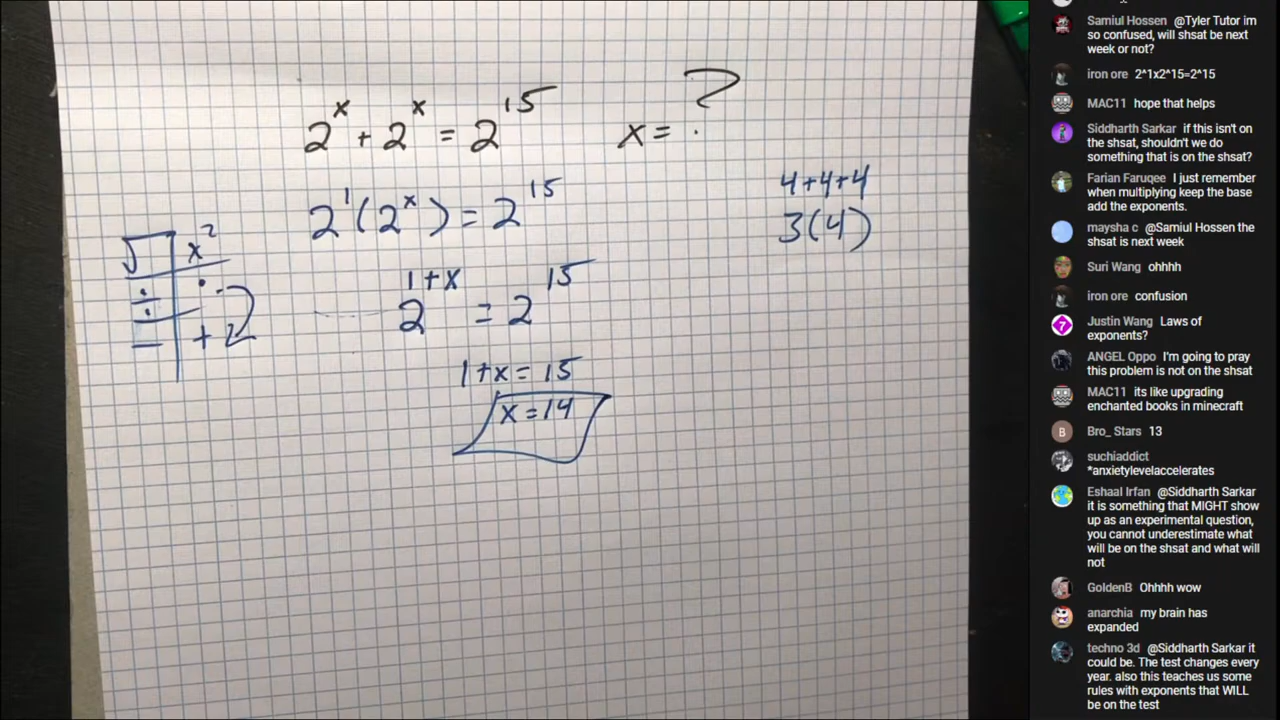 2^x + 2^x = 2^15 x = ?
2^1(2^x) = 2^15
4+4+4
3(4)
√ x^2
÷ ·
÷
− + 2
2^(1+x) = 2^15
1+x = 15
x = 14
Samiul Hossen @Tyler Tutor im
so confused, will shsat be next
week or not?
iron ore 2^1x2^15=2^15
MAC11 hope that helps
Siddharth Sarkar if this isn't on
the shsat, shouldn't we do
something that is on the shsat?
Farian Faruqee I just remember
when multiplying keep the base
add the exponents.
maysha c @Samiul Hossen the
shsat is next week
Suri Wang ohhhh
iron ore confusion
7
Justin Wang Laws of
exponents?
ANGEL Oppo I'm going to pray
this problem is not on the shsat
MAC11 its like upgrading
enchanted books in minecraft
B
Bro_ Stars 13
suchiaddict
*anxietylevelaccelerates
Eshaal Irfan @Siddharth Sarkar
it is something that MIGHT show
up as an experimental question,
you cannot underestimate what
will be on the shsat and what will
not
GoldenB Ohhhh wow
anarchia my brain has
expanded
techno 3d @Siddharth Sarkar it
could be. The test changes every
year. also this teaches us some
rules with exponents that WILL
be on the test